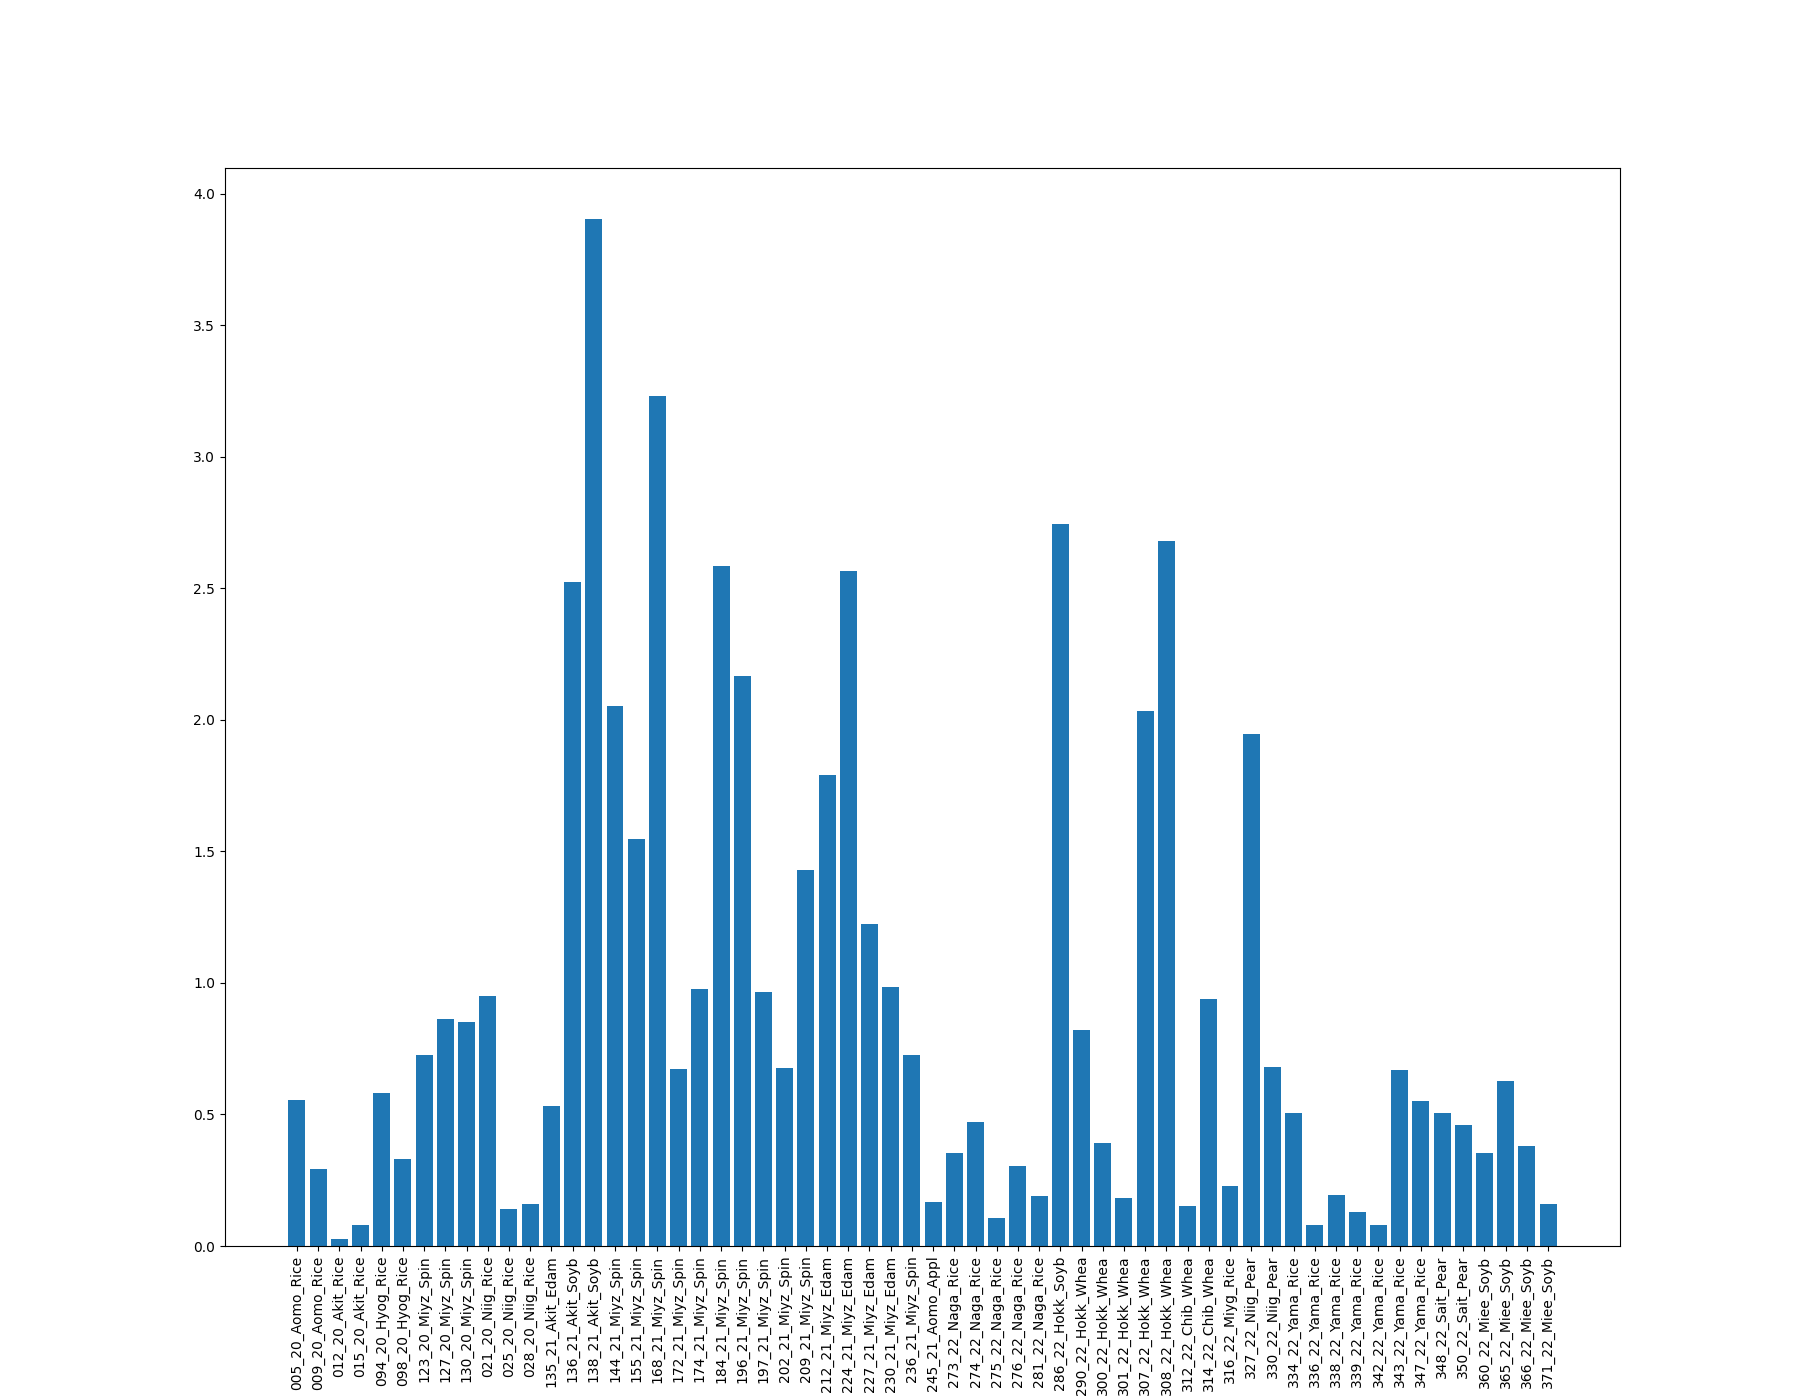 4.0
3.5
3.0
2.5
2.0
1.5
1.0
0.5
0.0
005_20_Aomo_Rice
009_20_Aomo_Rice
012_20_Akit_Rice
015_20_Akit_Rice
094_20_Hyog_Rice
098_20_Hyog_Rice
123_20_Miyz_Spin
127_20_Miyz_Spin
130_20_Miyz_Spin
021_20_Niig_Rice
025_20_Niig_Rice
028_20_Niig_Rice
135_21_Akit_Edam
136_21_Akit_Soyb
138_21_Akit_Soyb
144_21_Miyz_Spin
155_21_Miyz_Spin
168_21_Miyz_Spin
172_21_Miyz_Spin
174_21_Miyz_Spin
184_21_Miyz_Spin
196_21_Miyz_Spin
197_21_Miyz_Spin
202_21_Miyz_Spin
209_21_Miyz_Spin
212_21_Miyz_Edam
224_21_Miyz_Edam
227_21_Miyz_Edam
230_21_Miyz_Edam
236_21_Miyz_Spin
245_21_Aomo_Appl
273_22_Naga_Rice
274_22_Naga_Rice
275_22_Naga_Rice
276_22_Naga_Rice
281_22_Naga_Rice
286_22_Hokk_Soyb
290_22_Hokk_Whea
300_22_Hokk_Whea
301_22_Hokk_Whea
307_22_Hokk_Whea
308_22_Hokk_Whea
312_22_Chib_Whea
314_22_Chib_Whea
316_22_Miyg_Rice
327_22_Niig_Pear
330_22_Niig_Pear
334_22_Yama_Rice
336_22_Yama_Rice
338_22_Yama_Rice
339_22_Yama_Rice
342_22_Yama_Rice
343_22_Yama_Rice
347_22_Yama_Rice
348_22_Sait_Pear
350_22_Sait_Pear
360_22_Miee_Soyb
365_22_Miee_Soyb
366_22_Miee_Soyb
371_22_Miee_Soyb